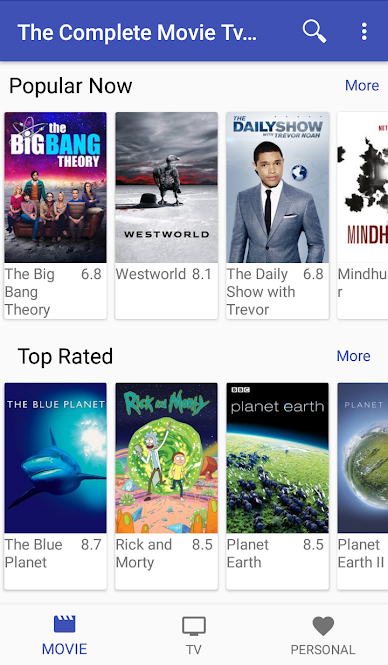 The Complete Movie Tv...
Popular Now
More
the
BIG BANG
THEORY
WESTWORLD
THE
DAILY SHOW
WITH TREVOR NOAH
NET
MINDH
The Big 6.8
Bang
Theory
Westworld 8.1
The Daily 6.8
Show with
Trevor
Mindhu
r
Top Rated
More
THE BLUE PLANET
Rick and Morty
BBC
planet earth
PLANET
The Blue 8.7
Planet
Rick and 8.5
Morty
Planet 8.5
Earth
Planet
Earth II
MOVIE
TV
PERSONAL